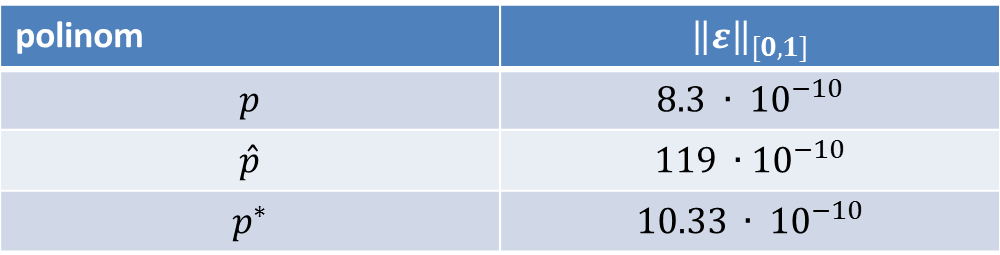 polinom ‖𝜺‖[𝟎,𝟏]
𝑝 8.3 · 10⁻¹⁰
𝑝̂ 119 · 10⁻¹⁰
𝑝* 10.33 · 10⁻¹⁰